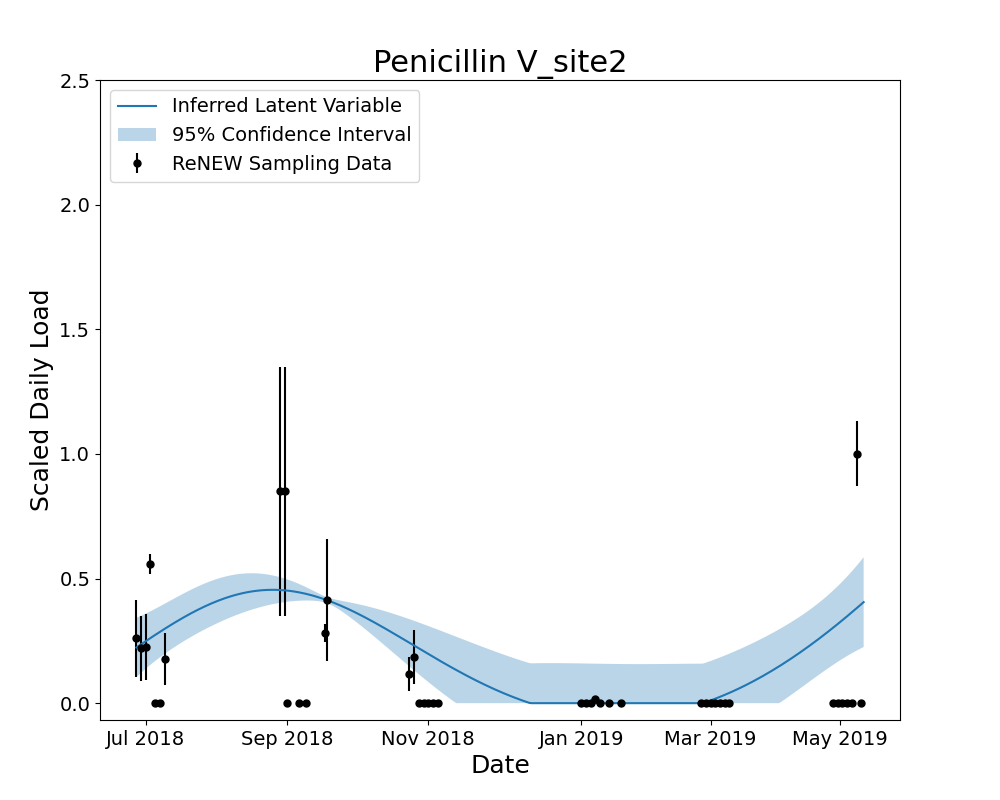 Penicillin V_site2
Inferred Latent Variable
95% Confidence Interval
ReNEW Sampling Data
Scaled Daily Load
2.5
2.0
1.5
1.0
0.5
0.0
Jul 2018 Sep 2018 Nov 2018 Jan 2019 Mar 2019 May 2019
Date